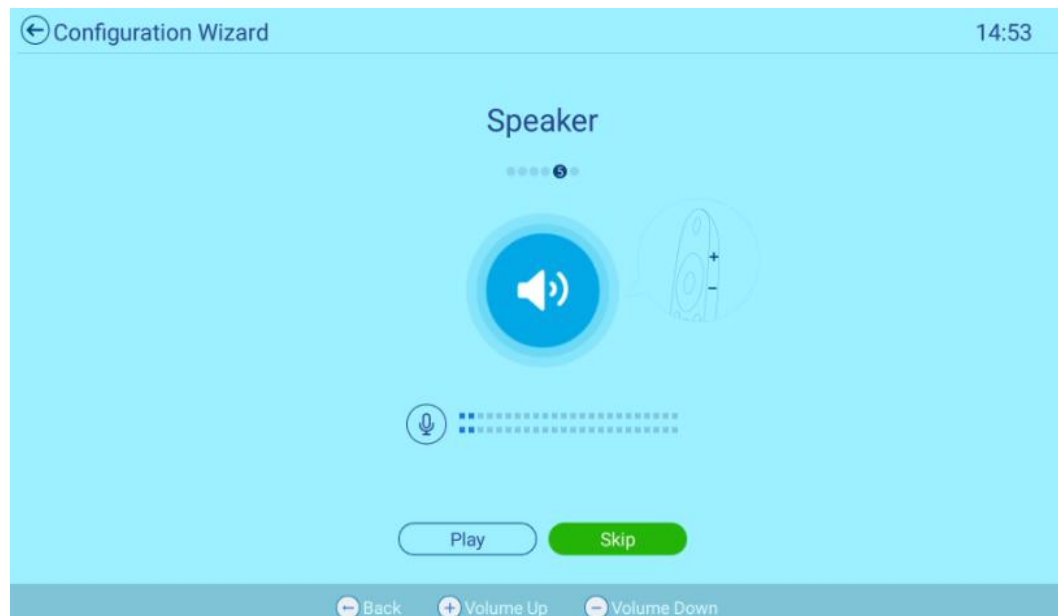 Configuration Wizard 14:53
Speaker
5
+
-
Play Skip
Back + Volume Up - Volume Down